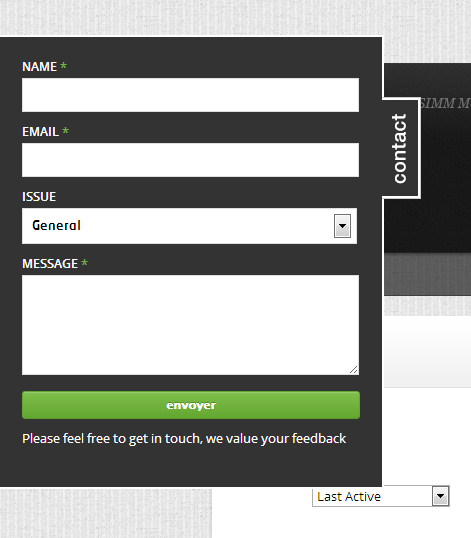 NAME *
SIMM M
EMAIL *
contact
ISSUE
General
MESSAGE *
envoyer
Please feel free to get in touch, we value your feedback
Last Active